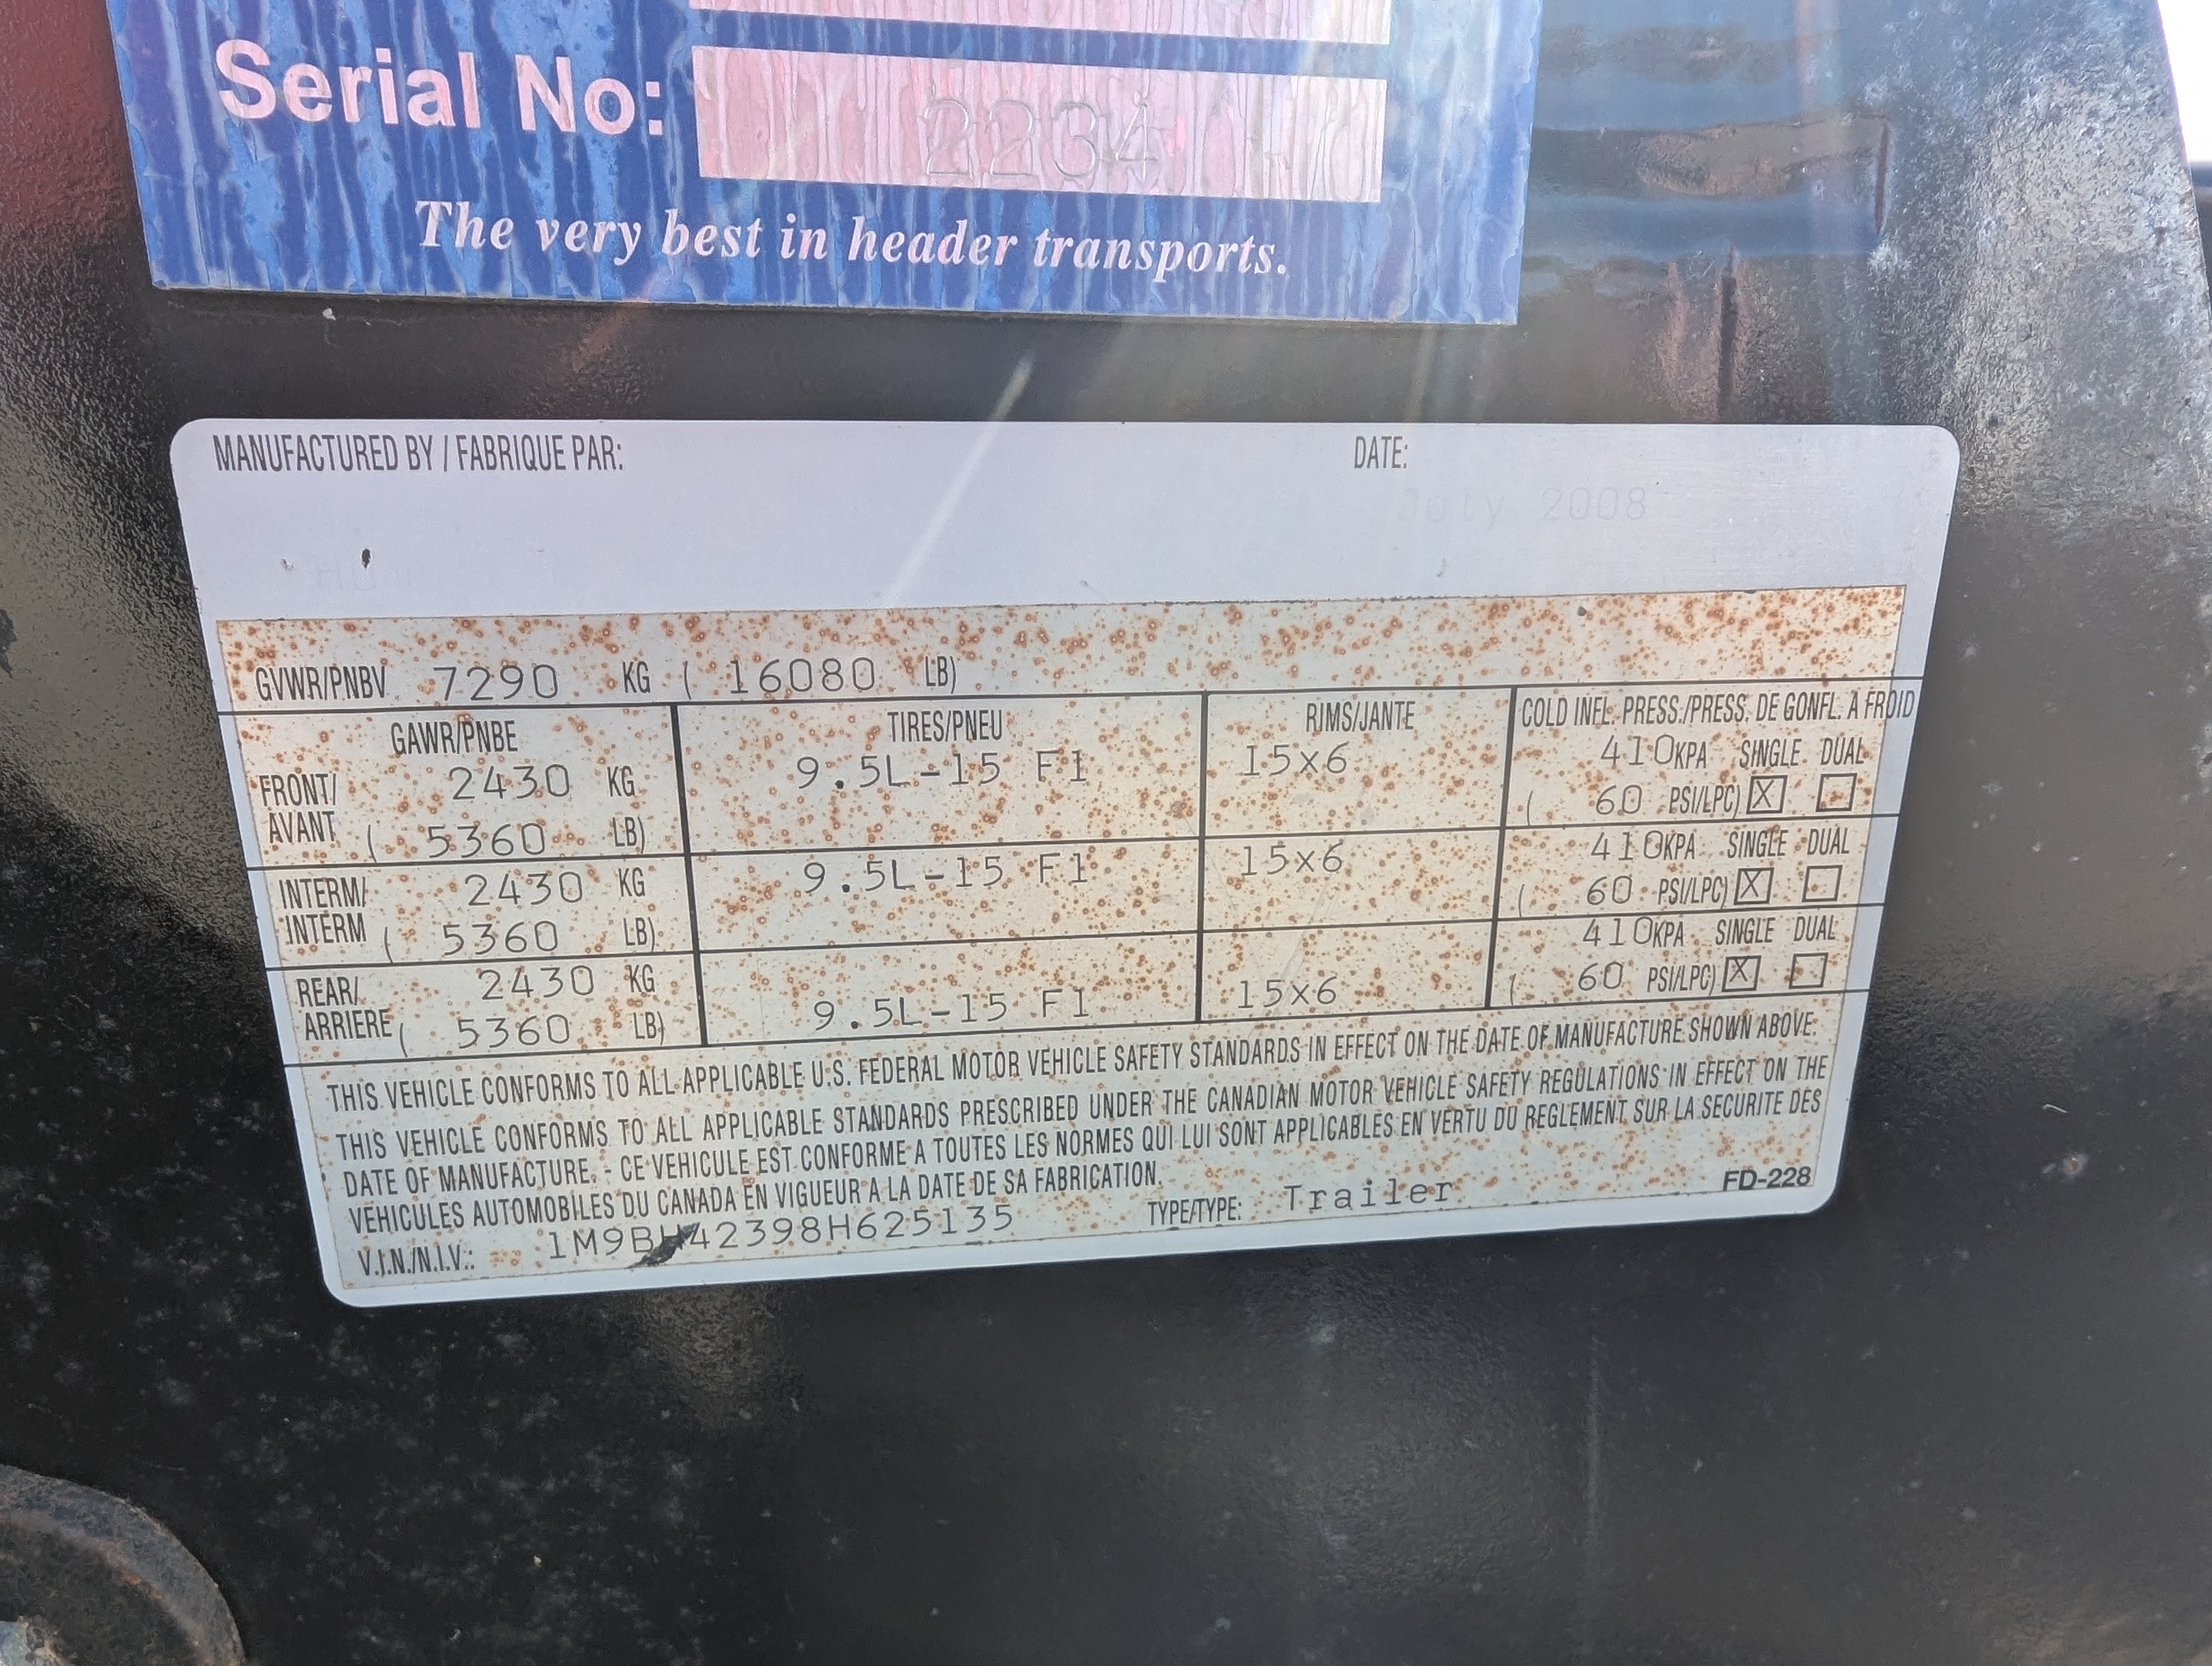 Serial No: 2234
The very best in header transports.
MANUFACTURED BY / FABRIQUE PAR: DATE:
July 2008
GVWR/PNBV 7290 KG ( 16080 LB)
GAWR/PNBE TIRES/PNEU RIMS/JANTE COLD INFL. PRESS./PRESS. DE GONFL. A FROID
FRONT/ 2430 KG 9.5L-15 F1 15x6 410KPA SINGLE DUAL
AVANT ( 5360 LB) ( 60 PSI/LPC) X
INTERM/ 2430 KG 9.5L-15 F1 15x6 410KPA SINGLE DUAL
INTERM ( 5360 LB) ( 60 PSI/LPC) X
REAR/ 2430 KG 9.5L-15 F1 15x6 410KPA SINGLE DUAL
ARRIERE ( 5360 LB) ( 60 PSI/LPC) X
THIS VEHICLE CONFORMS TO ALL APPLICABLE U.S. FEDERAL MOTOR VEHICLE SAFETY STANDARDS IN EFFECT ON THE DATE OF MANUFACTURE SHOWN ABOVE.
THIS VEHICLE CONFORMS TO ALL APPLICABLE STANDARDS PRESCRIBED UNDER THE CANADIAN MOTOR VEHICLE SAFETY REGULATIONS IN EFFECT ON THE
DATE OF MANUFACTURE. - CE VEHICULE EST CONFORME A TOUTES LES NORMES QUI LUI SONT APPLICABLES EN VERTU DU REGLEMENT SUR LA SECURITE DES
VEHICULES AUTOMOBILES DU CANADA EN VIGUEUR A LA DATE DE SA FABRICATION. FD-228
V.I.N./N.I.V.: 1M9BH42398H625135 TYPE/TYPE: Trailer